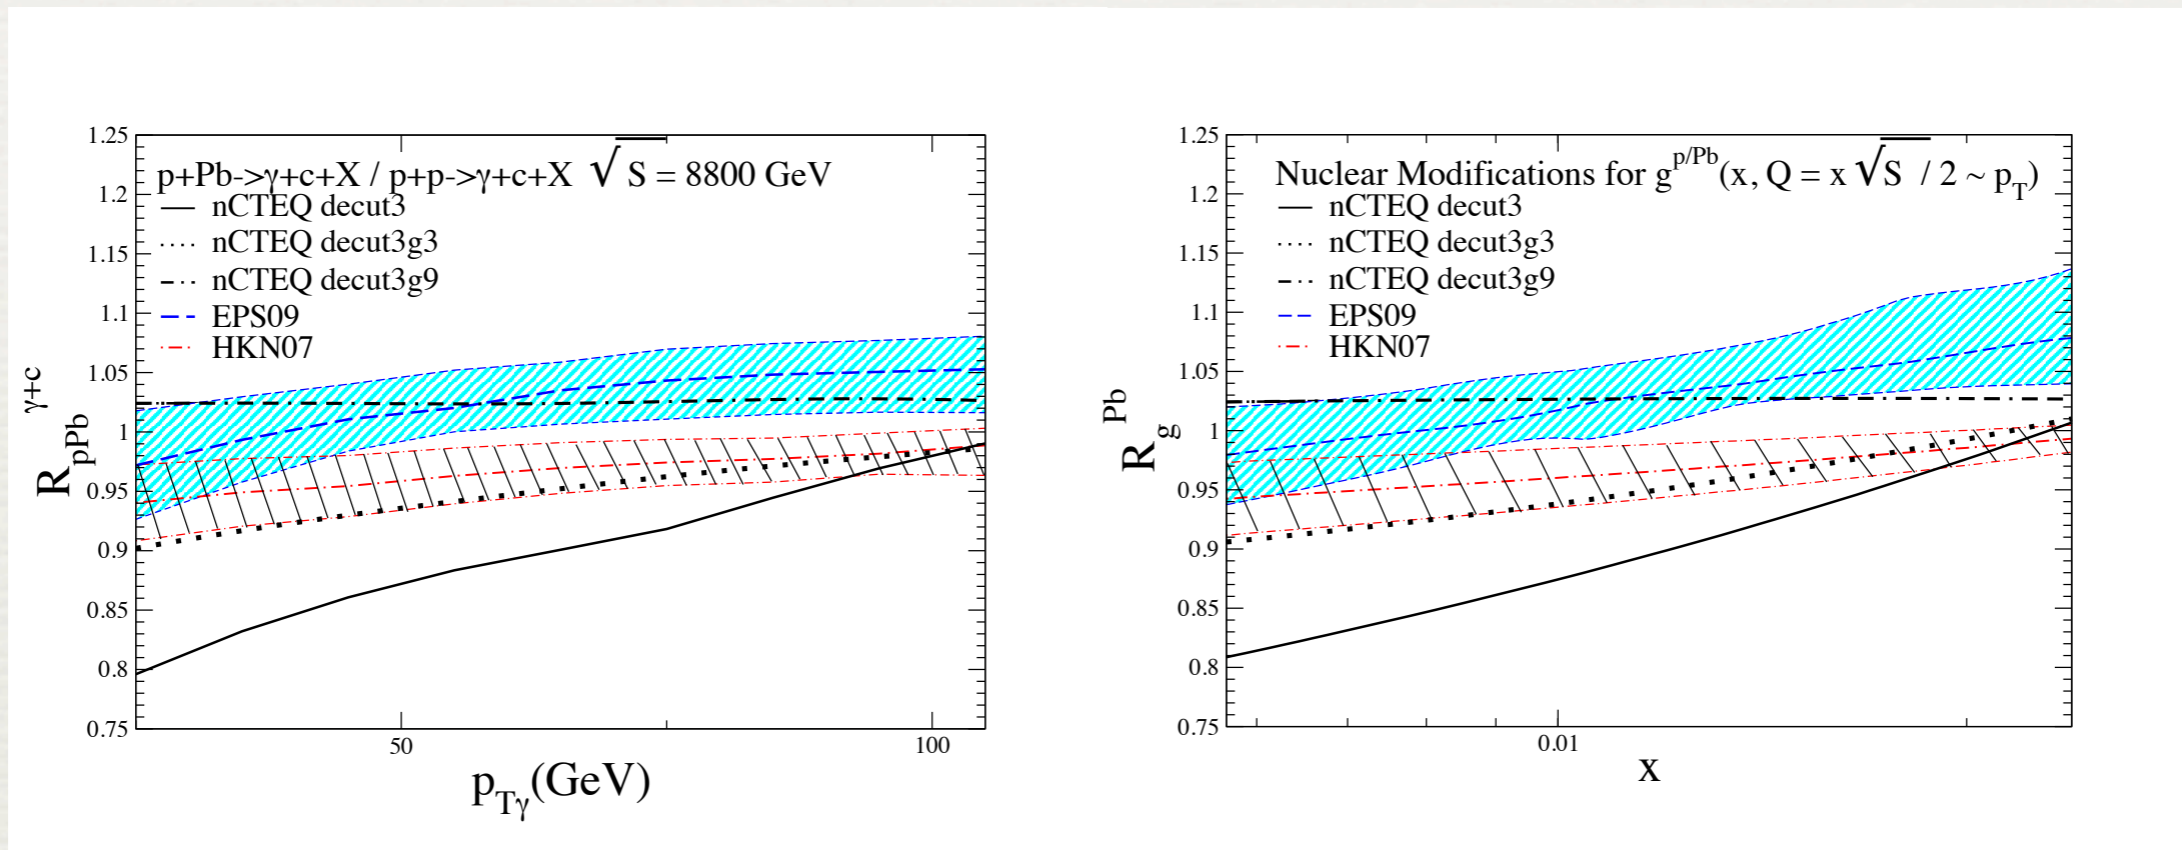 1.25
1.2
1.15
1.1
1.05
1
0.95
0.9
0.85
0.8
0.75
p+Pb->γ+c+X / p+p->γ+c+X √S = 8800 GeV
nCTEQ decut3
nCTEQ decut3g3
nCTEQ decut3g9
EPS09
HKN07
R_pPb^γ+c
50 100
p_Tγ(GeV)
1.25
1.2
1.15
1.1
1.05
1
0.95
0.9
0.85
0.8
0.75
Nuclear Modifications for g^p/Pb(x, Q = x √S / 2 ~ p_T)
nCTEQ decut3
nCTEQ decut3g3
nCTEQ decut3g9
EPS09
HKN07
R_g^Pb
0.01
x